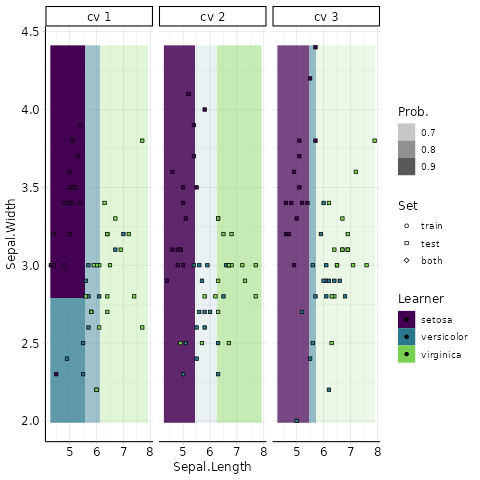 cv 1 cv 2 cv 3
4.5
4.0
3.5
3.0
2.5
2.0
Sepal.Width
5 6 7 8 5 6 7 8 5 6 7 8
Sepal.Length
Prob.
0.7
0.8
0.9
Set
train
test
both
Learner
setosa
versicolor
virginica